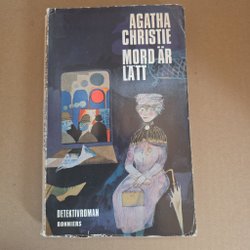 AGATHA
CHRISTIE
MORD ÄR
LÄTT
DETEKTIVROMAN
BONNIERS